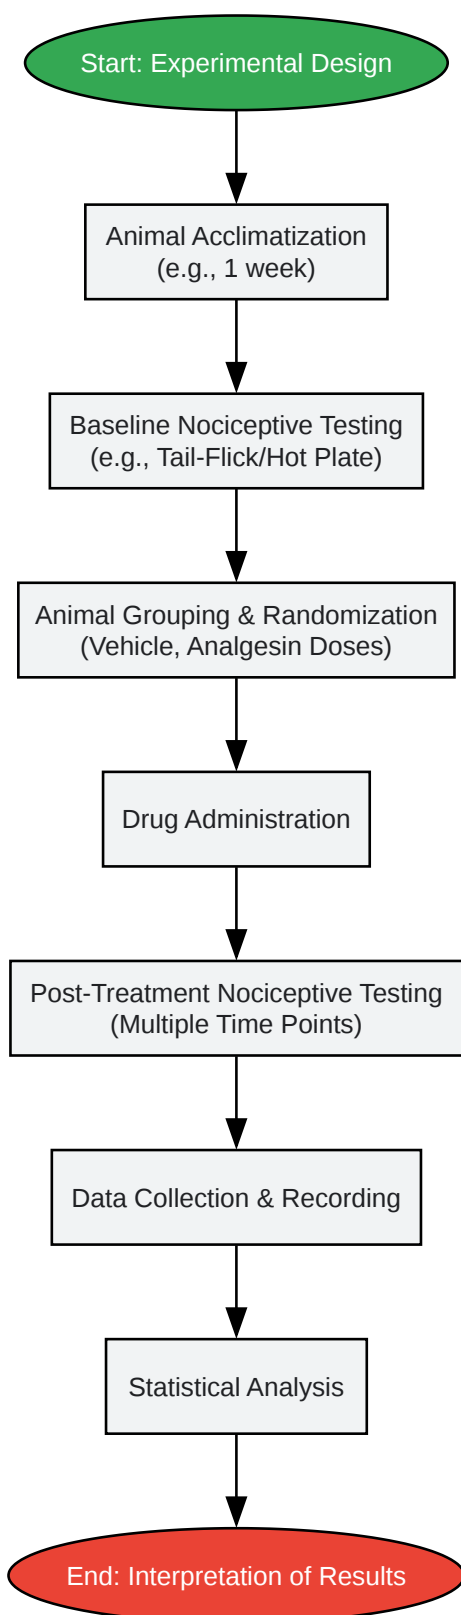 Start: Experimental Design
Animal Acclimatization
(e.g., 1 week)
Baseline Nociceptive Testing
(e.g., Tail-Flick/Hot Plate)
Animal Grouping & Randomization
(Vehicle, Analgesin Doses)
Drug Administration
Post-Treatment Nociceptive Testing
(Multiple Time Points)
Data Collection & Recording
Statistical Analysis
End: Interpretation of Results